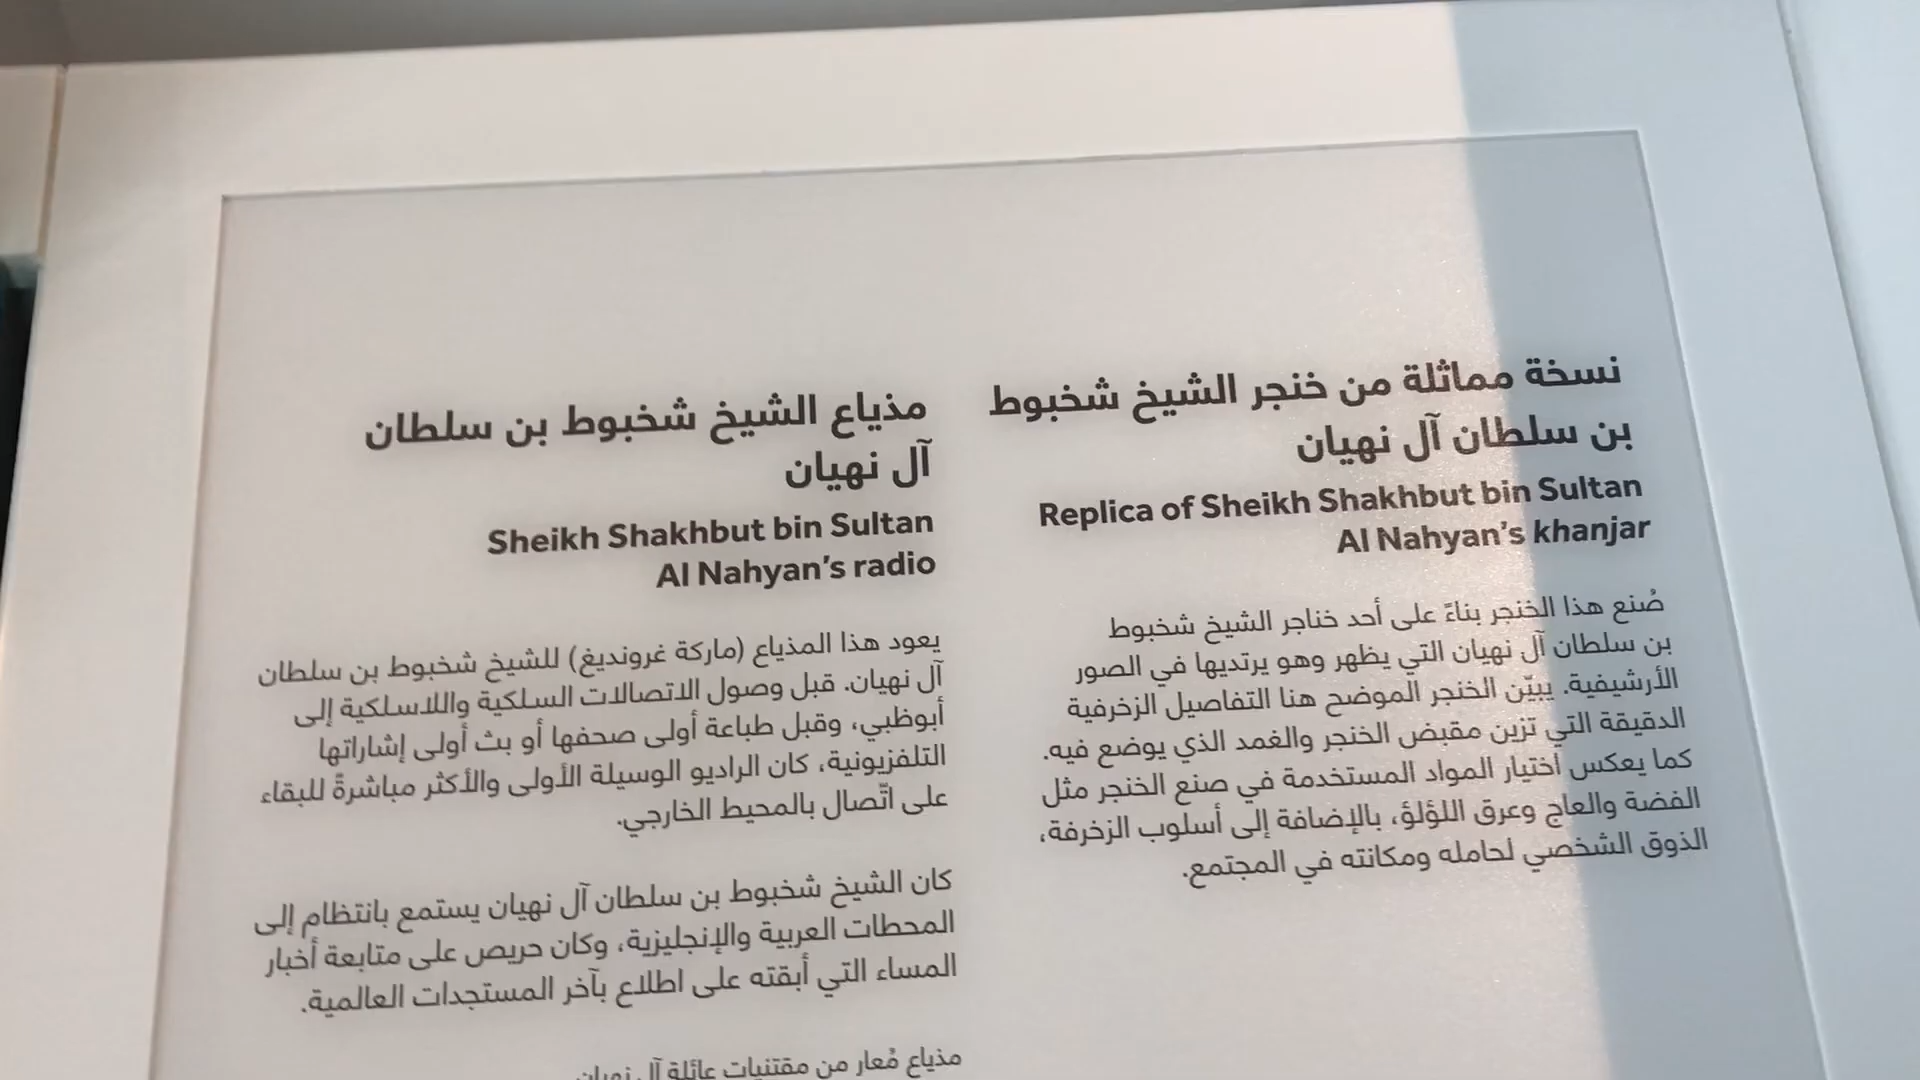 نسخة مماثلة من خنجر الشيخ شخبوط
بن سلطان آل نهيان
Replica of Sheikh Shakhbut bin Sultan
Al Nahyan's khanjar
صُنع هذا الخنجر بناءً على أحد خناجر الشيخ شخبوط
بن سلطان آل نهيان التي يظهر وهو يرتديها في الصور
الأرشيفية. يبيّن الخنجر الموضح هنا التفاصيل الزخرفية
الدقيقة التي تزين مقبض الخنجر والغمد الذي يوضع فيه.
كما يعكس اختيار المواد المستخدمة في صنع الخنجر مثل
الفضة والعاج وعرق اللؤلؤ، بالإضافة إلى أسلوب الزخرفة،
الذوق الشخصي لحامله ومكانته في المجتمع.
مذياع الشيخ شخبوط بن سلطان
آل نهيان
Sheikh Shakhbut bin Sultan
Al Nahyan's radio
يعود هذا المذياع (ماركة غرونديغ) للشيخ شخبوط بن سلطان
آل نهيان. قبل وصول الاتصالات السلكية واللاسلكية إلى
أبوظبي، وقبل طباعة أولى صحفها أو بث أولى إشاراتها
التلفزيونية، كان الراديو الوسيلة الأولى والأكثر مباشرةً للبقاء
على اتّصال بالمحيط الخارجي.
كان الشيخ شخبوط بن سلطان آل نهيان يستمع بانتظام إلى
المحطات العربية والإنجليزية، وكان حريص على متابعة أخبار
المساء التي أبقته على اطلاع بآخر المستجدات العالمية.
مذياع مُعار من مقتنيات عائلة آل نهيان